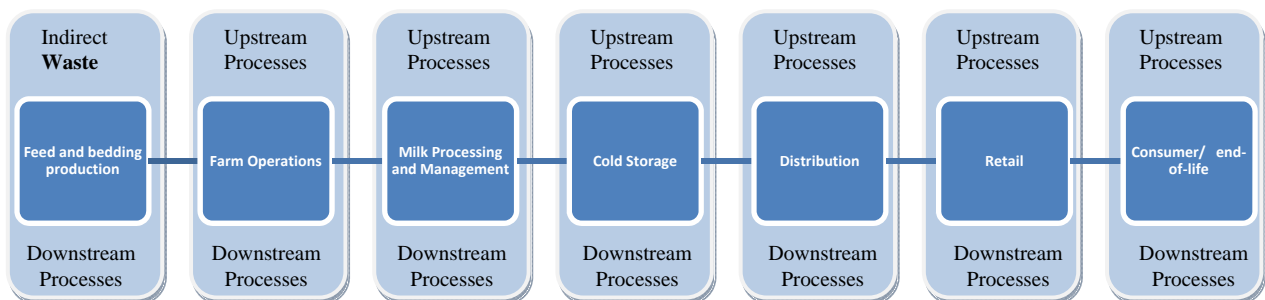 Indirect
Waste
Feed and bedding
production
Downstream
Processes
Upstream
Processes
Farm Operations
Downstream
Processes
Upstream
Processes
Milk Processing
and Management
Downstream
Processes
Upstream
Processes
Cold Storage
Downstream
Processes
Upstream
Processes
Distribution
Downstream
Processes
Upstream
Processes
Retail
Downstream
Processes
Upstream
Processes
Consumer/ end-
of-life
Downstream
Processes